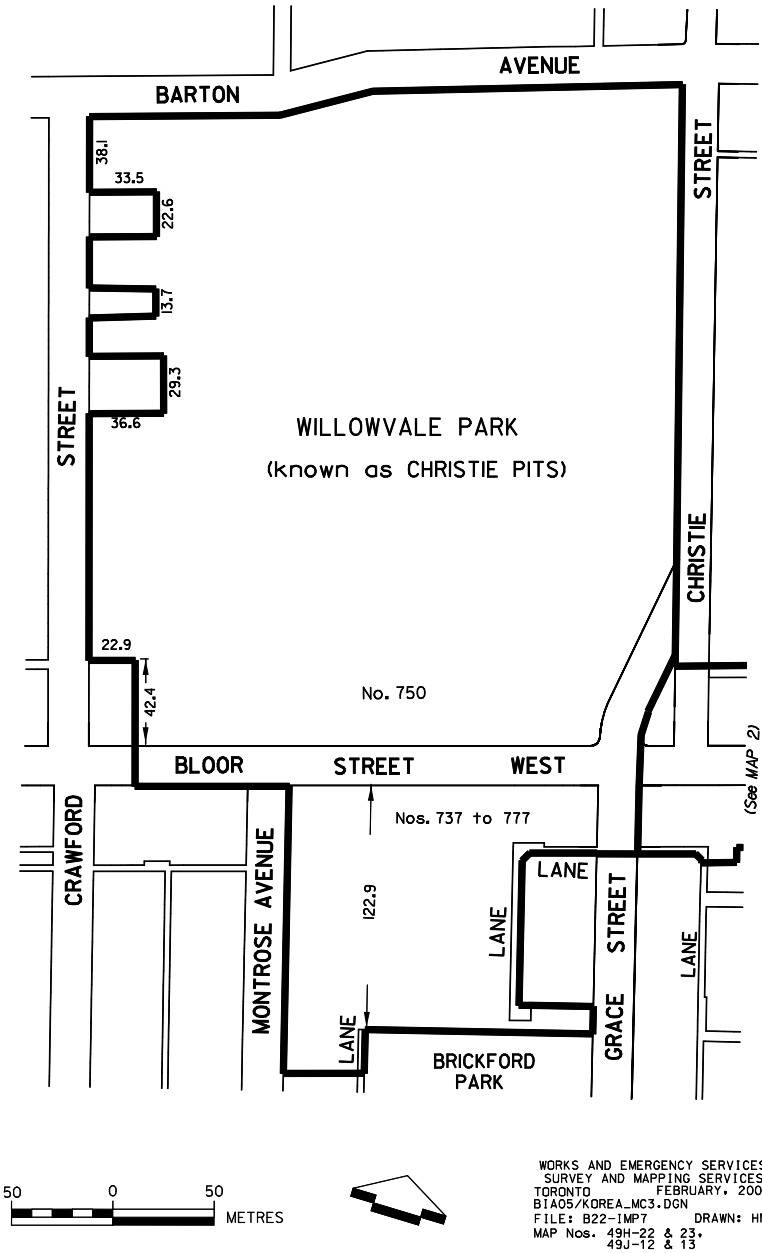 AVENUE
BARTON
STREET
38.1
33.5
22.6
13.7
29.3
36.6
STREET
WILLOWVALE PARK
(known as CHRISTIE PITS)
CHRISTIE
22.9
42.4
No. 750
BLOOR STREET WEST
(See MAP 2)
CRAWFORD
MONTROSE AVENUE
Nos. 737 to 777
122.9
LANE
LANE
STREET
LANE
GRACE
LANE
BRICKFORD
PARK
50 0 50
METRES
WORKS AND EMERGENCY SERVICES
SURVEY AND MAPPING SERVICES
TORONTO FEBRUARY, 200
BIA05/KOREA_MC3.DGN
FILE: B22-IMP7 DRAWN:
MAP Nos. 49H-22 & 23,
49J-12 & 13